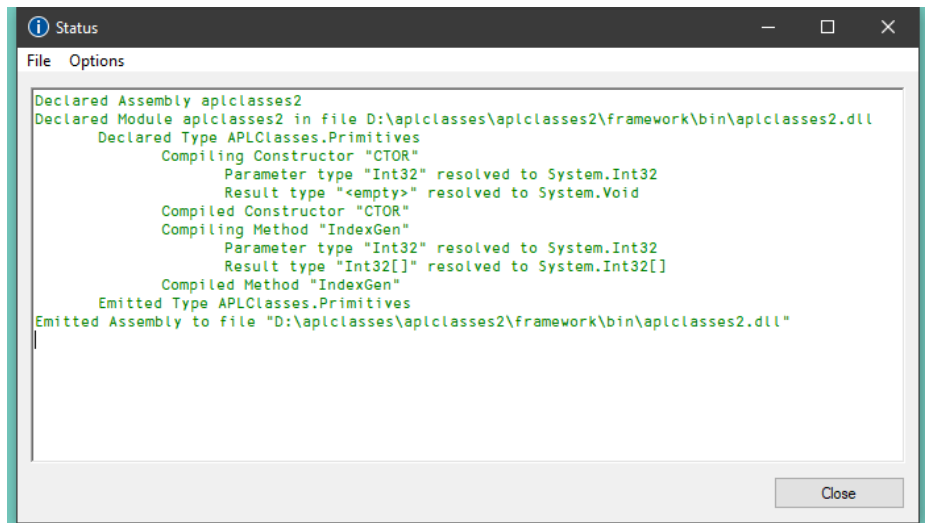 Status
File Options
Declared Assembly aplclasses2
Declared Module aplclasses2 in file D:\aplclasses\aplclasses2\framework\bin\aplclasses2.dll
Declared Type APLClasses.Primitives
Compiling Constructor "CTOR"
Parameter type "Int32" resolved to System.Int32
Result type "<empty>" resolved to System.Void
Compiled Constructor "CTOR"
Compiling Method "IndexGen"
Parameter type "Int32" resolved to System.Int32
Result type "Int32[]" resolved to System.Int32[]
Compiled Method "IndexGen"
Emitted Type APLClasses.Primitives
Emitted Assembly to file "D:\aplclasses\aplclasses2\framework\bin\aplclasses2.dll"
Close